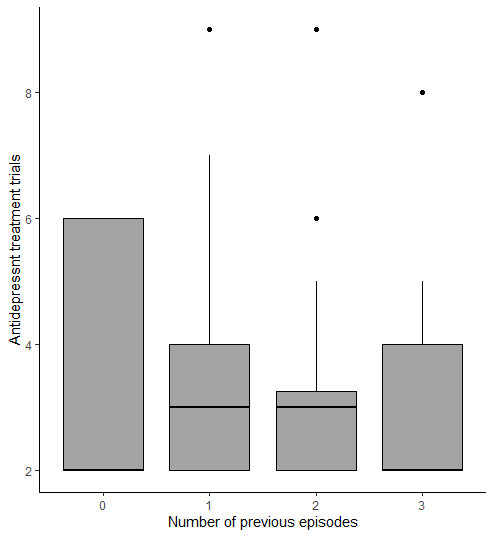 Antidepressnt treatment trials
8
6
4
2
0 1 2 3
Number of previous episodes